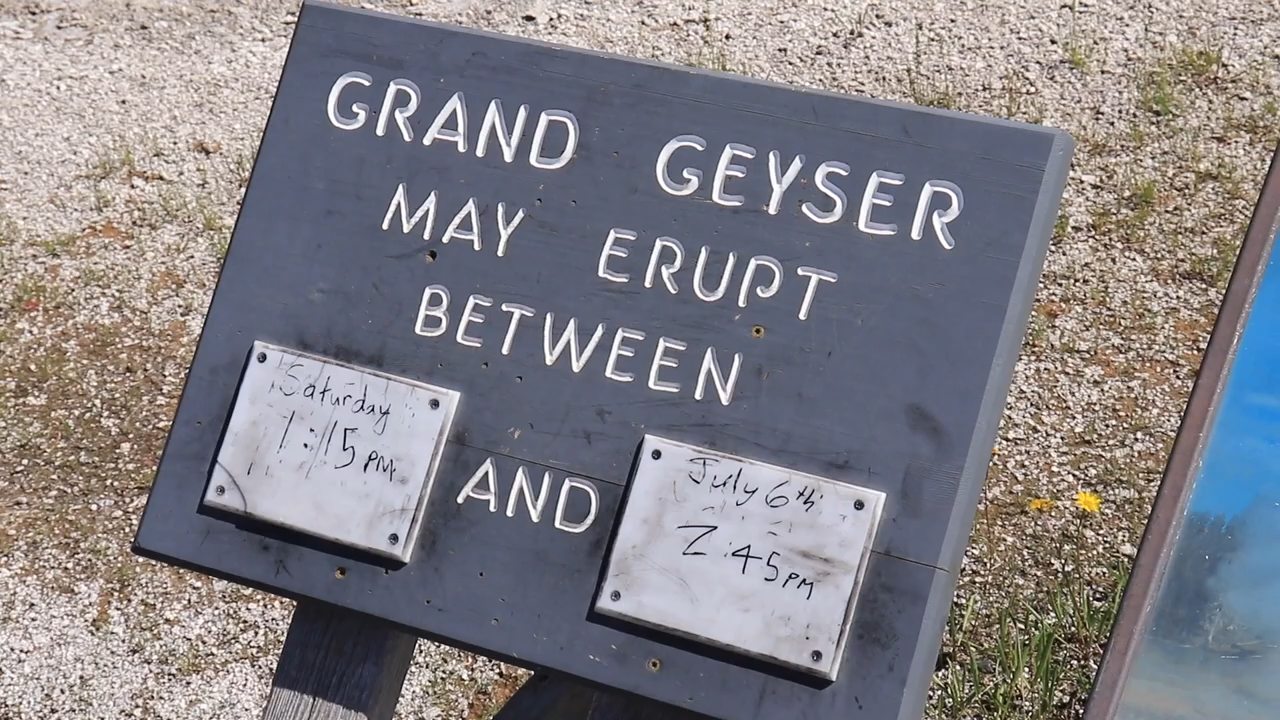 GRAND GEYSER
MAY ERUPT
BETWEEN
Saturday
1:15 PM
AND
July 6th
2:45 PM